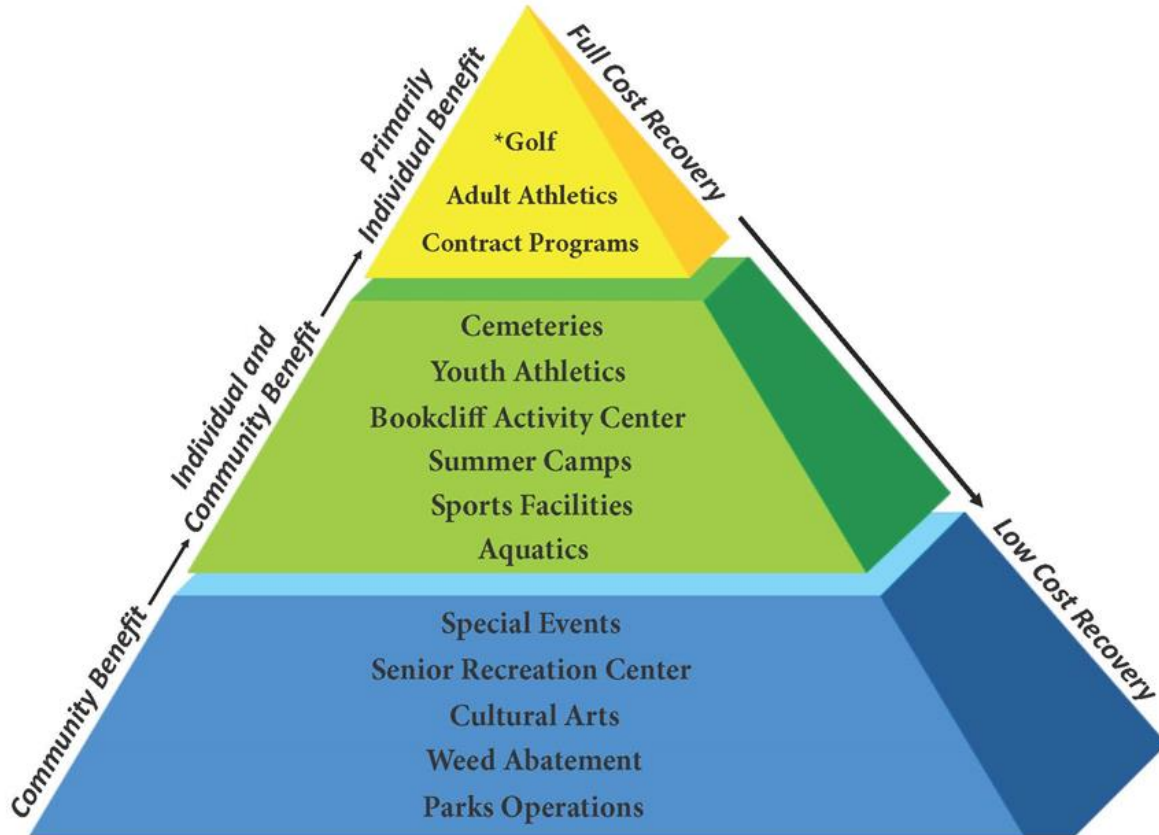 Primarily
Individual Benefit
Full Cost Recovery
*Golf
Adult Athletics
Contract Programs
Individual and
Community Benefit
Cemeteries
Youth Athletics
Bookcliff Activity Center
Summer Camps
Sports Facilities
Aquatics
Community Benefit
Low Cost Recovery
Special Events
Senior Recreation Center
Cultural Arts
Weed Abatement
Parks Operations